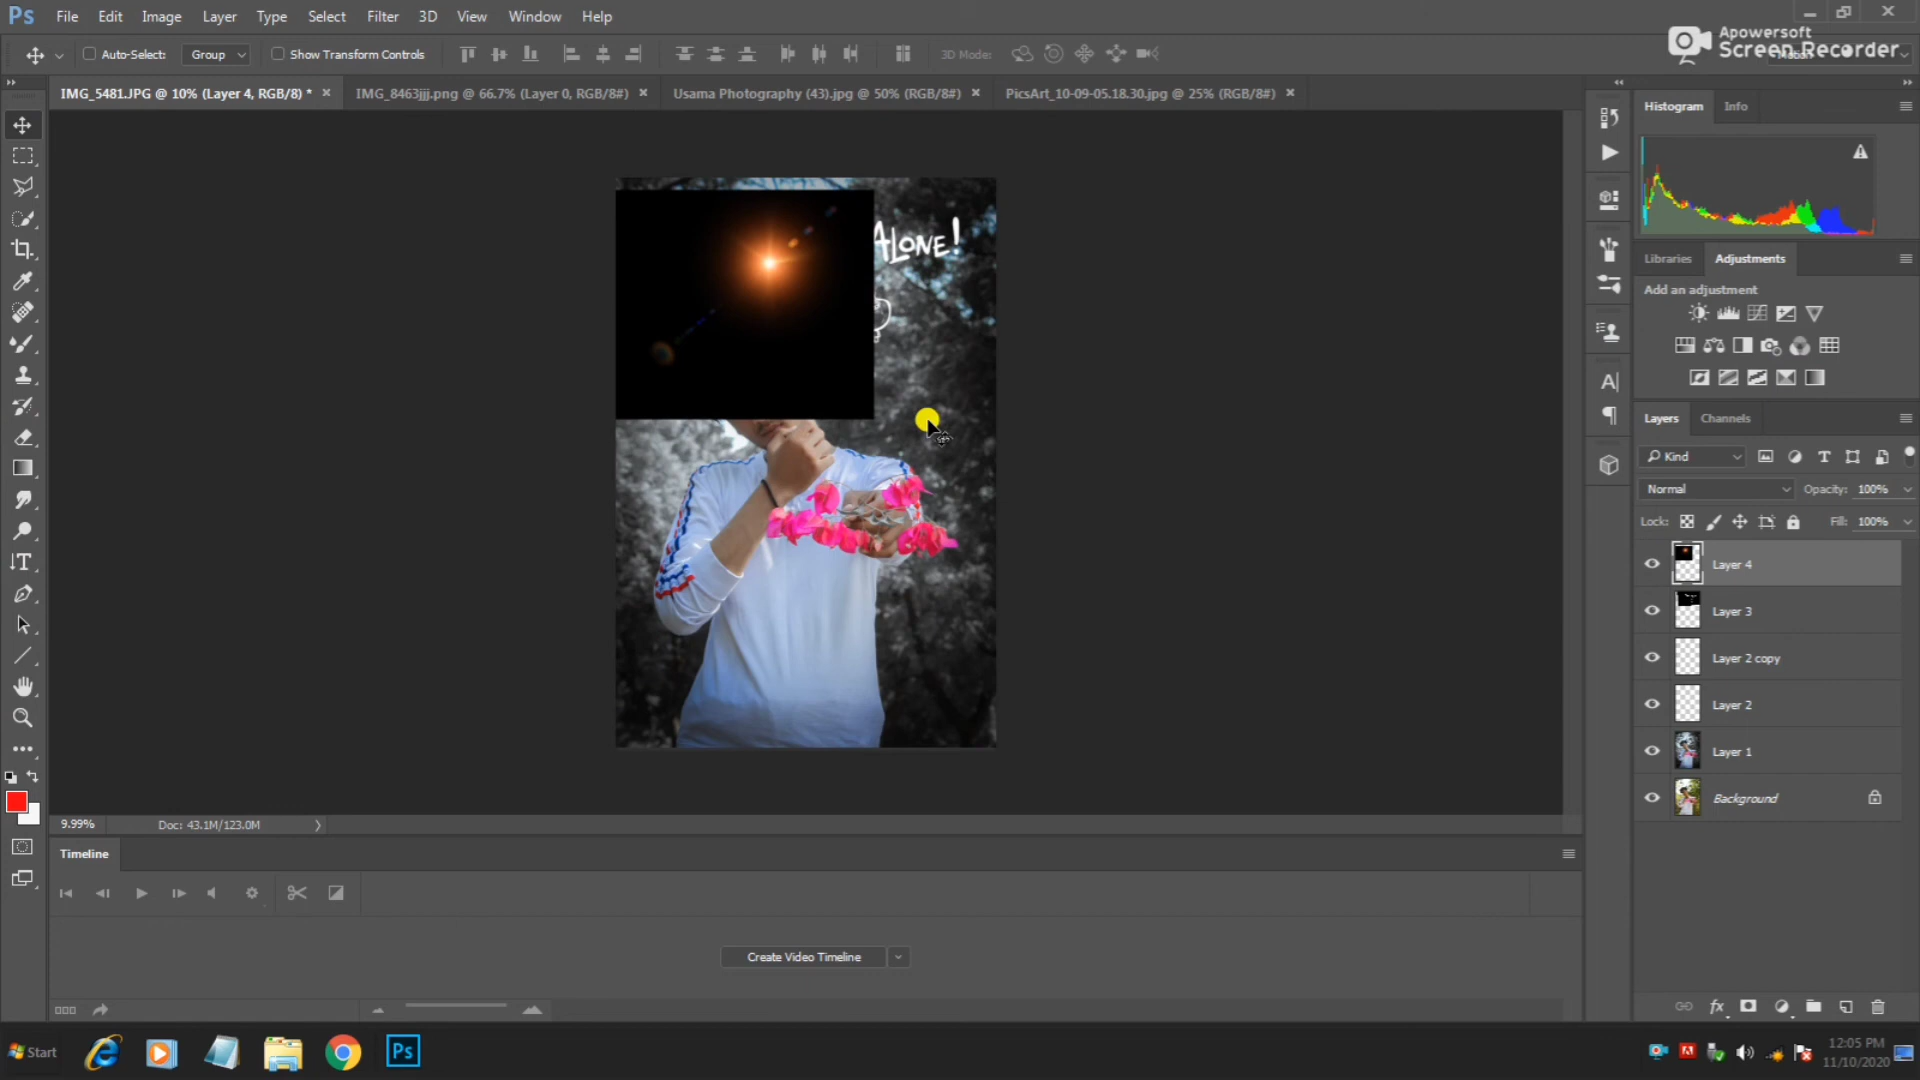 Ps File Edit Image Layer Type Select Filter 3D View Window Help
Apowersoft
Screen Recorder
Auto-Select: Group Show Transform Controls 3D Mode: Motion
IMG_5481.JPG @ 10% (Layer 4, RGB/8) * × IMG_8463jjj.png @ 66.7% (Layer 0, RGB/8#) × Usama Photography (43).jpg @ 50% (RGB/8#) × PicsArt_10-09-05.18.30.jpg @ 25% (RGB/8#) ×
Histogram Info
ALONE!
Libraries Adjustments
Add an adjustment
Layers Channels
Kind
Normal Opacity: 100%
Lock: Fill: 100%
Layer 4
Layer 3
Layer 2 copy
Layer 2
Layer 1
Background
9.99% Doc: 43.1M/123.0M
Timeline
Create Video Timeline
Start Ps
12:05 PM
11/10/2020